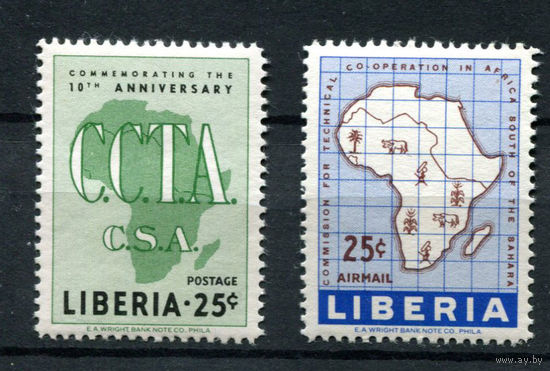 COMMEMORATING THE
10TH ANNIVERSARY
C.C.T.A.
C.S.A.
POSTAGE
LIBERIA·25¢
E.A. WRIGHT BANK NOTE CO. PHILA
COMMISSION FOR TECHNICAL CO-OPERATION IN AFRICA SOUTH OF THE SAHARA
25¢
AIRMAIL
LIBERIA
E.A. WRIGHT BANK NOTE CO. PHILA.
www.ay.by